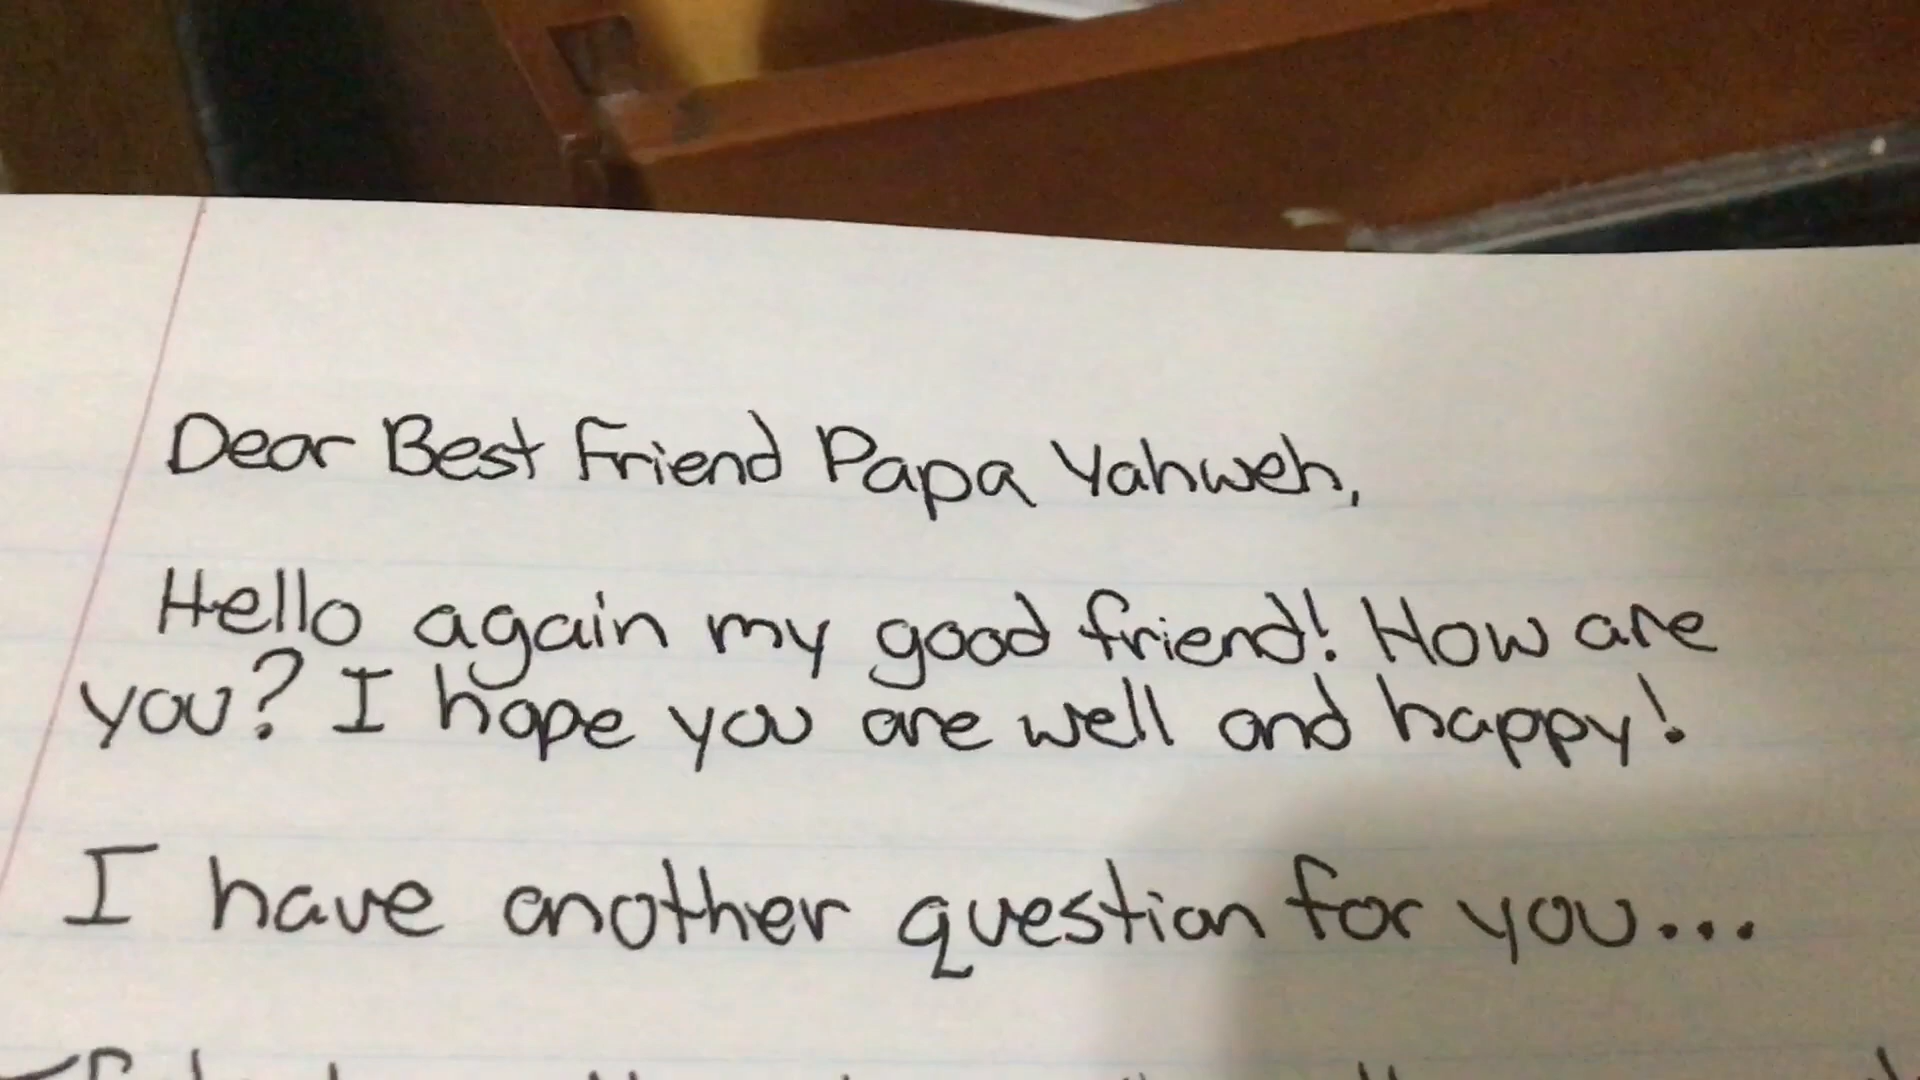 Dear Best Friend Papa Yahweh,
Hello again my good friend! How are
you? I hope you are well and happy!
I have another question for you...